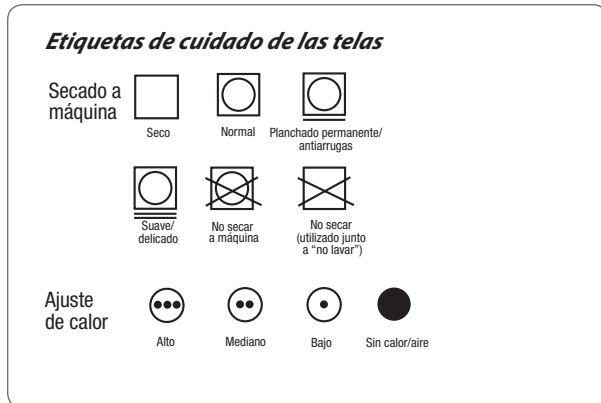 Etiquetas de cuidado de las telas
Secado a
máquina
Seco
Normal
Planchado permanente/
antiarrugas
Suave/
delicado
No secar
a máquina
No secar
(utilizado junto
a “no lavar”)
Ajuste
de calor
Alto
Mediano
Bajo
Sin calor/aire